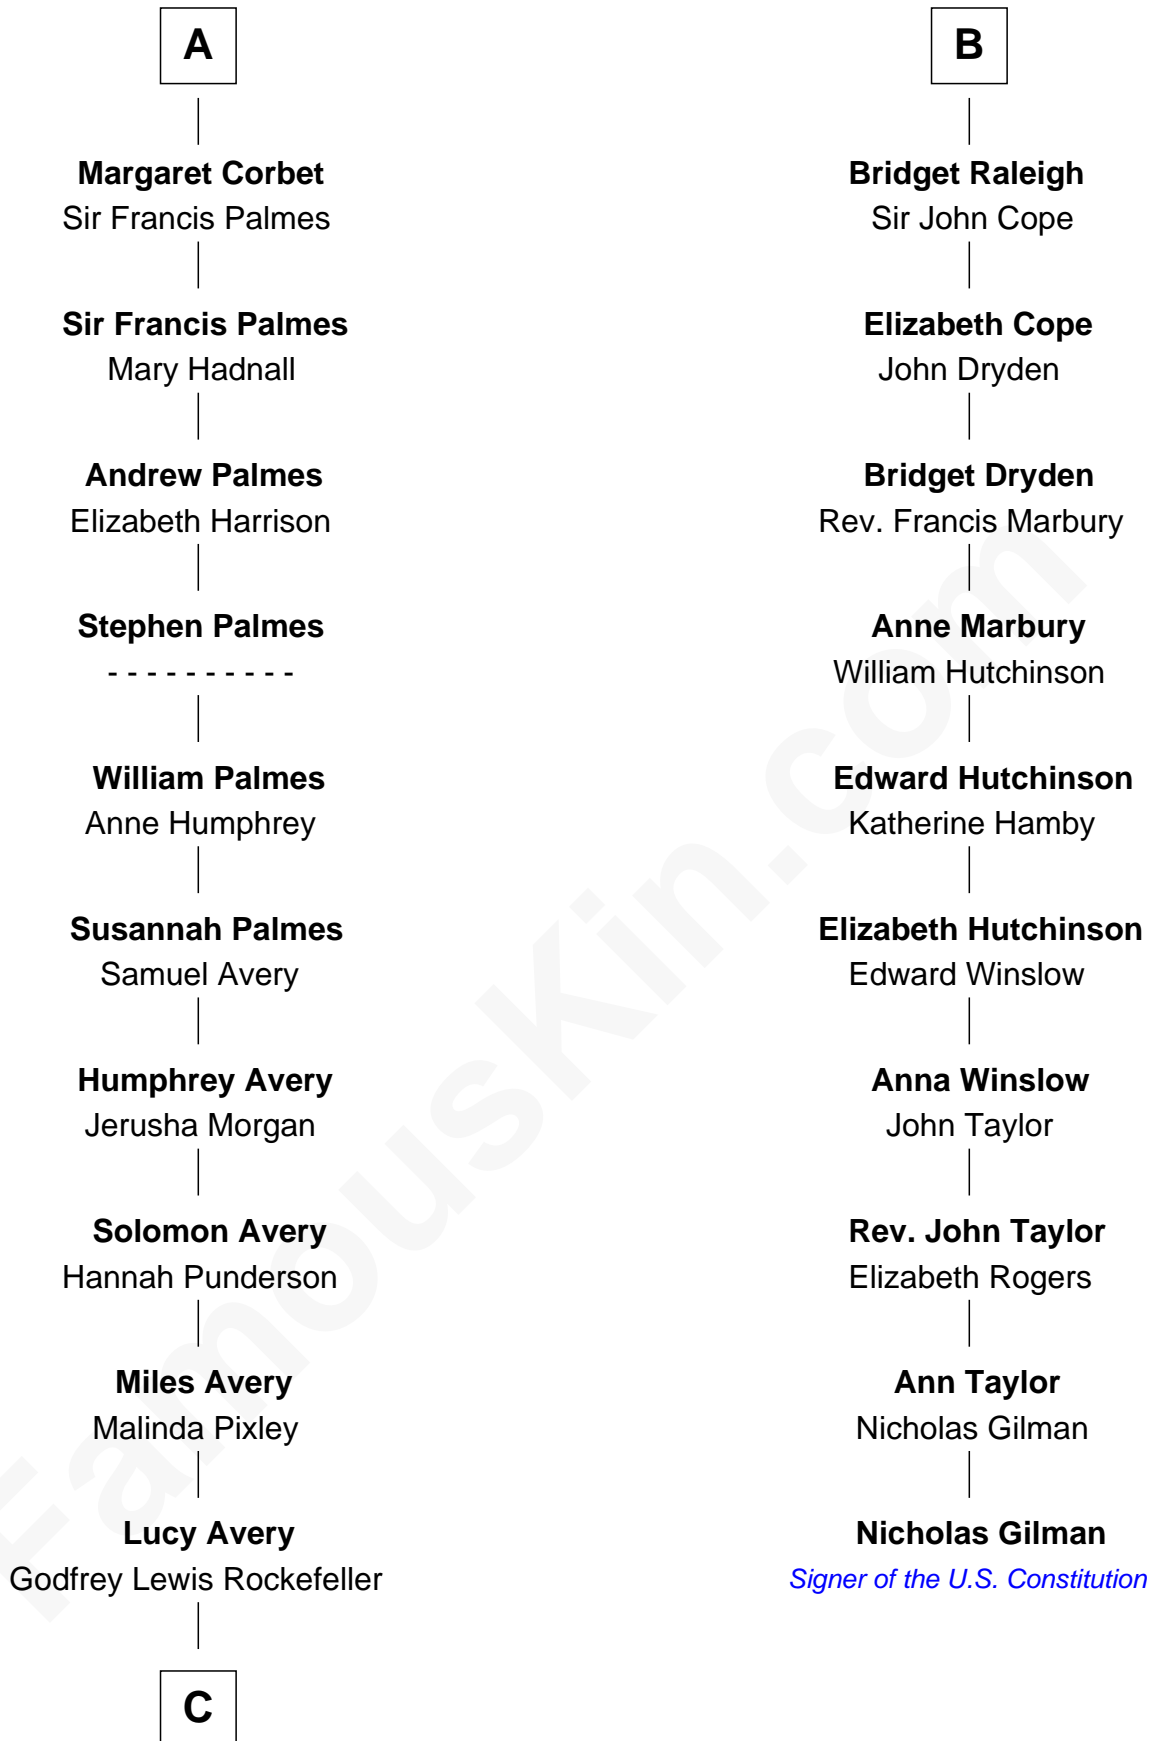 A
Margaret Corbet
Sir Francis Palmes
Sir Francis Palmes
Mary Hadnall
Andrew Palmes
Elizabeth Harrison
Stephen Palmes
- - - - - - - - - -
William Palmes
Anne Humphrey
Susannah Palmes
Samuel Avery
Humphrey Avery
Jerusha Morgan
Solomon Avery
Hannah Punderson
Miles Avery
Malinda Pixley
Lucy Avery
Godfrey Lewis Rockefeller
C
B
Bridget Raleigh
Sir John Cope
Elizabeth Cope
John Dryden
Bridget Dryden
Rev. Francis Marbury
Anne Marbury
William Hutchinson
Edward Hutchinson
Katherine Hamby
Elizabeth Hutchinson
Edward Winslow
Anna Winslow
John Taylor
Rev. John Taylor
Elizabeth Rogers
Ann Taylor
Nicholas Gilman
Nicholas Gilman
Signer of the U.S. Constitution
FamousKin.com